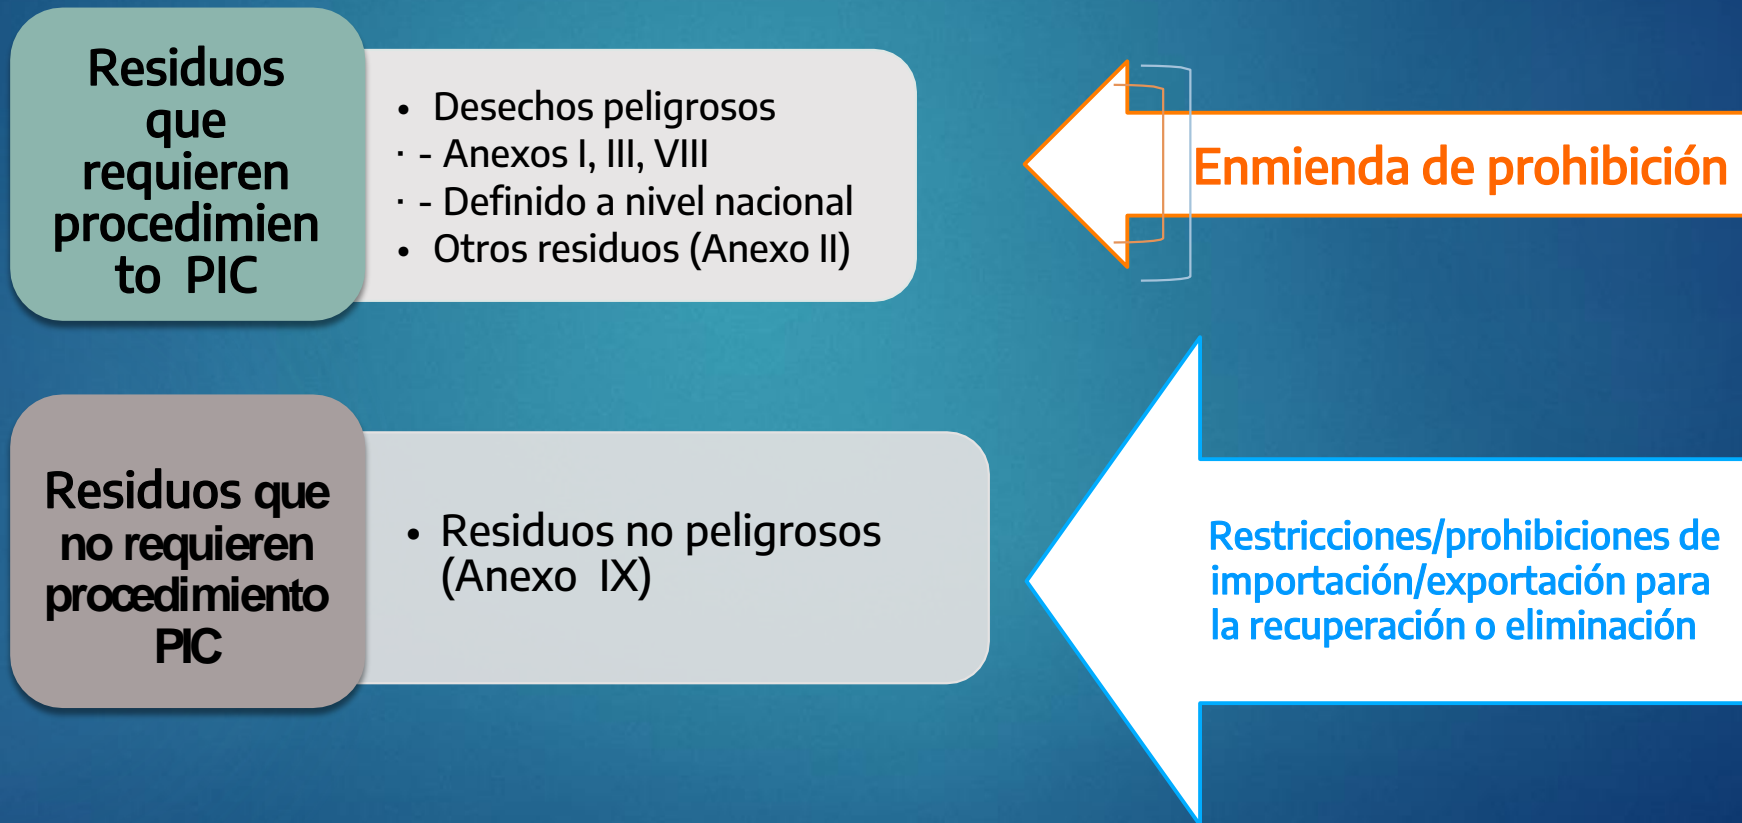 Residuos
que
requieren
procedimien
to PIC
• Desechos peligrosos
· - Anexos I, III, VIII
· - Definido a nivel nacional
• Otros residuos (Anexo II)
Enmienda de prohibición
Residuos que
no requieren
procedimiento
PIC
• Residuos no peligrosos
(Anexo IX)
Restricciones/prohibiciones de
importación/exportación para
la recuperación o eliminación